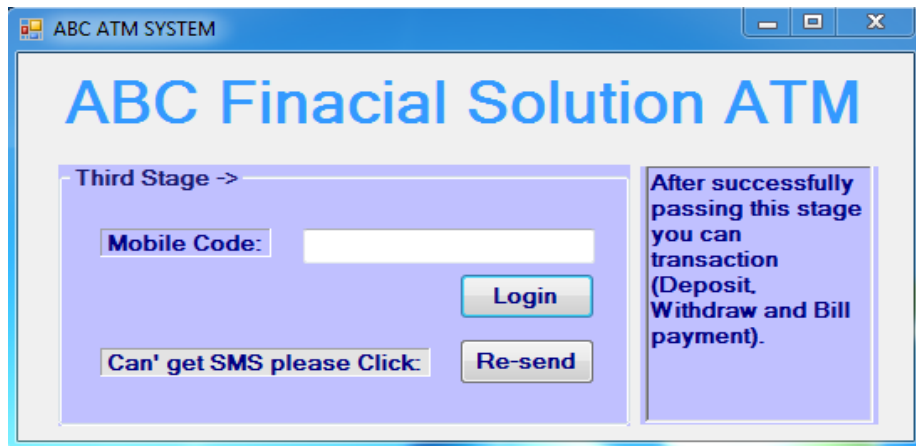 ABC ATM SYSTEM
ABC Finacial Solution ATM
Third Stage ->
Mobile Code:
Login
Can' get SMS please Click:
Re-send
After successfully
passing this stage
you can
transaction
(Deposit,
Withdraw and Bill
payment).